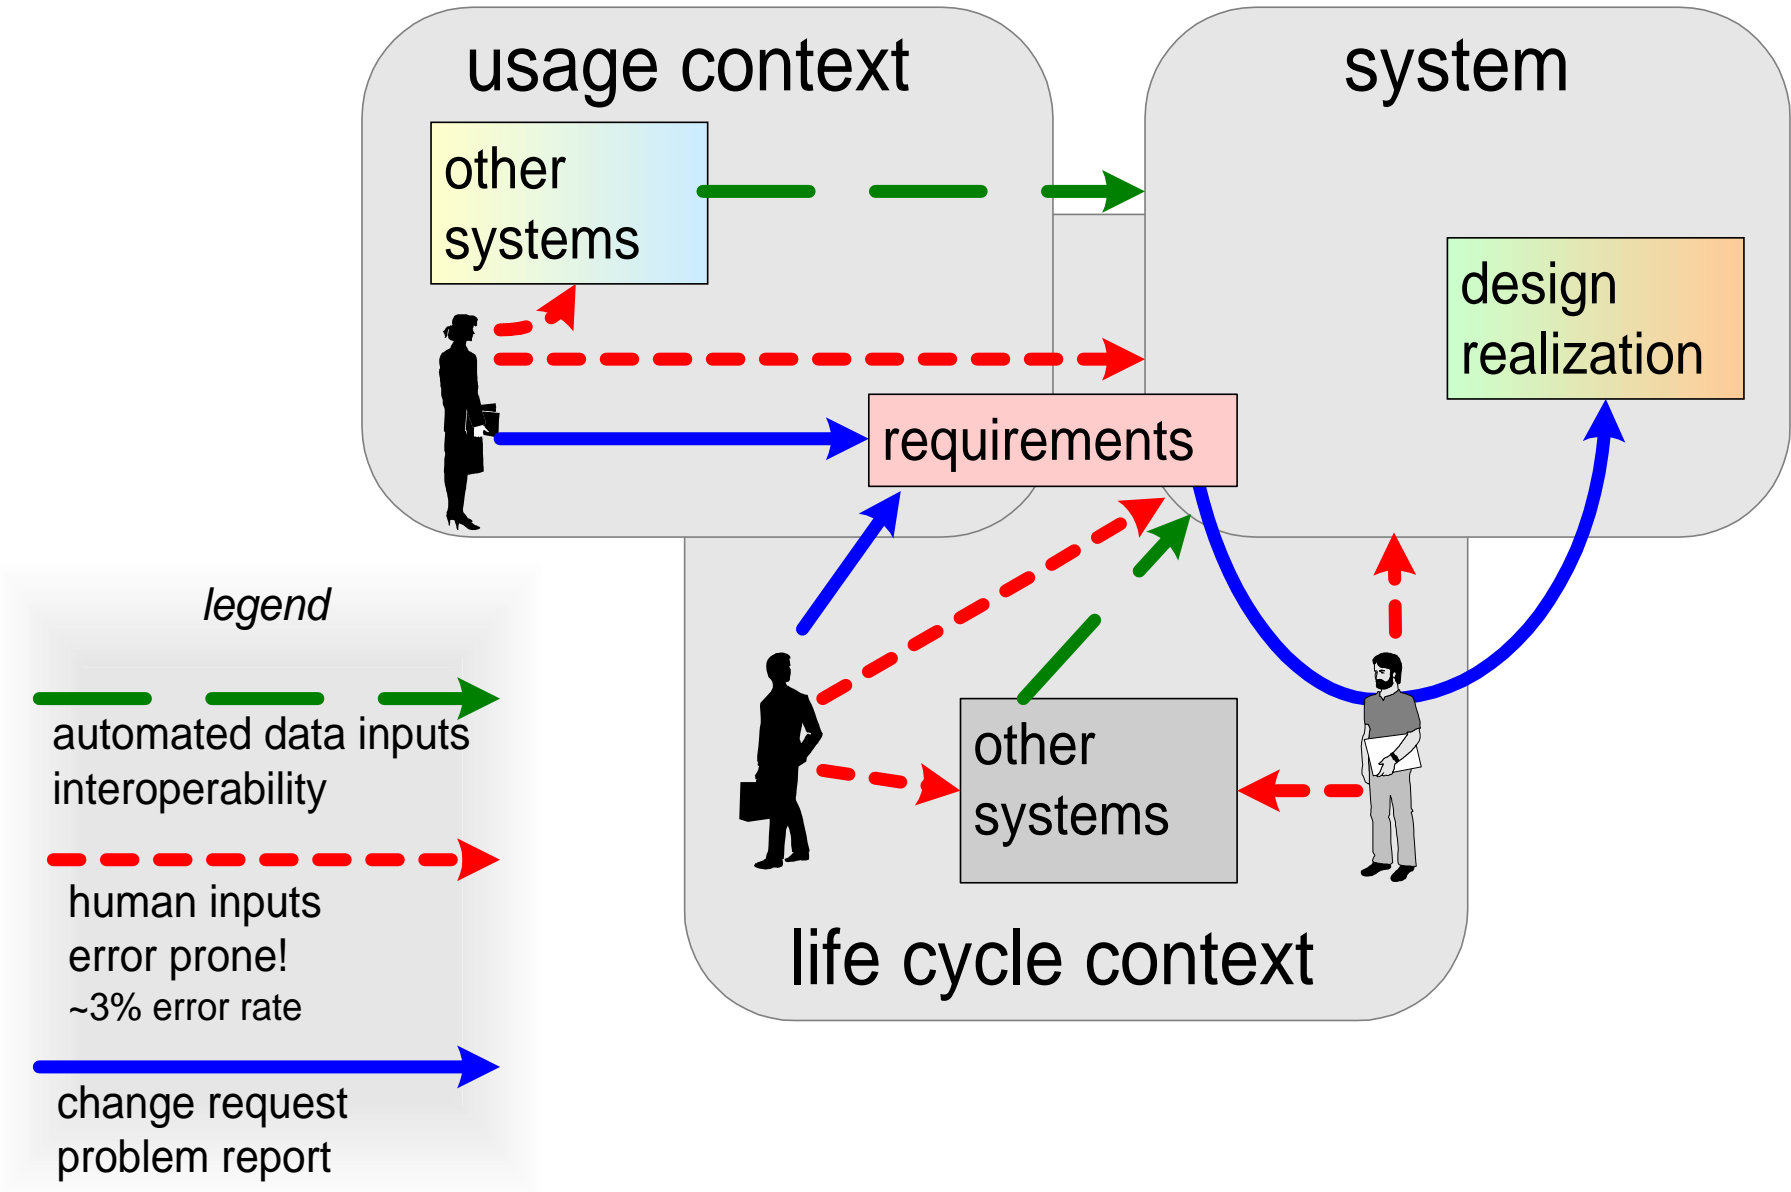 usage context
system
other
systems
design
realization
requirements
legend
automated data inputs
interoperability
human inputs
error prone!
~3% error rate
change request
problem report
other
systems
life cycle context